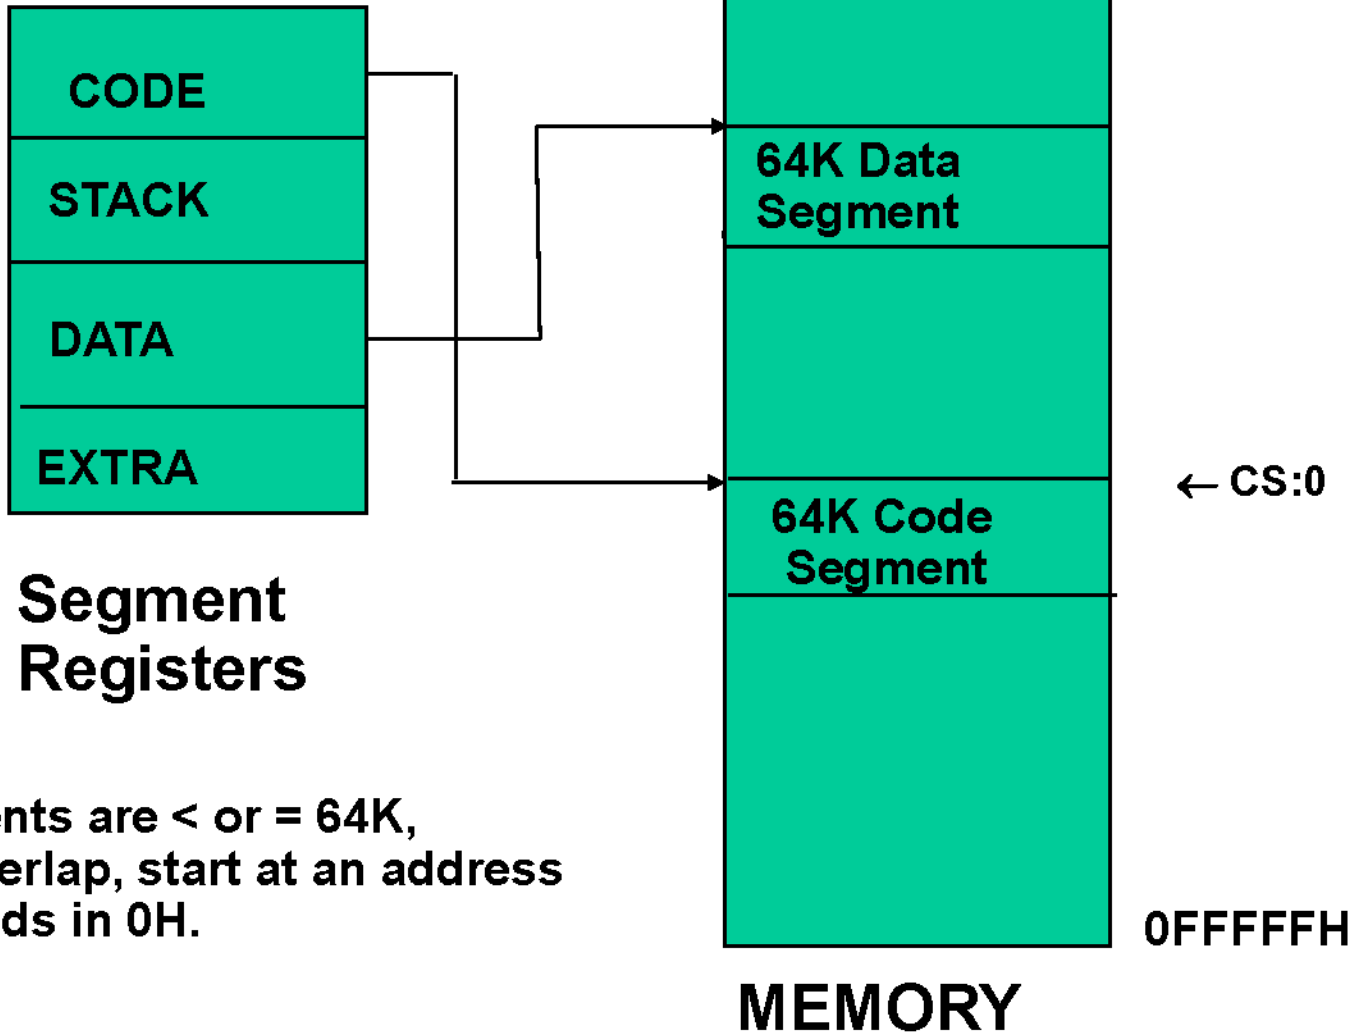 CODE
STACK
DATA
EXTRA
Segment
Registers
64K Data
Segment
← CS:0
64K Code
Segment
ents are < or = 64K,
erlap, start at an address
ds in 0H.
0FFFFFH
MEMORY